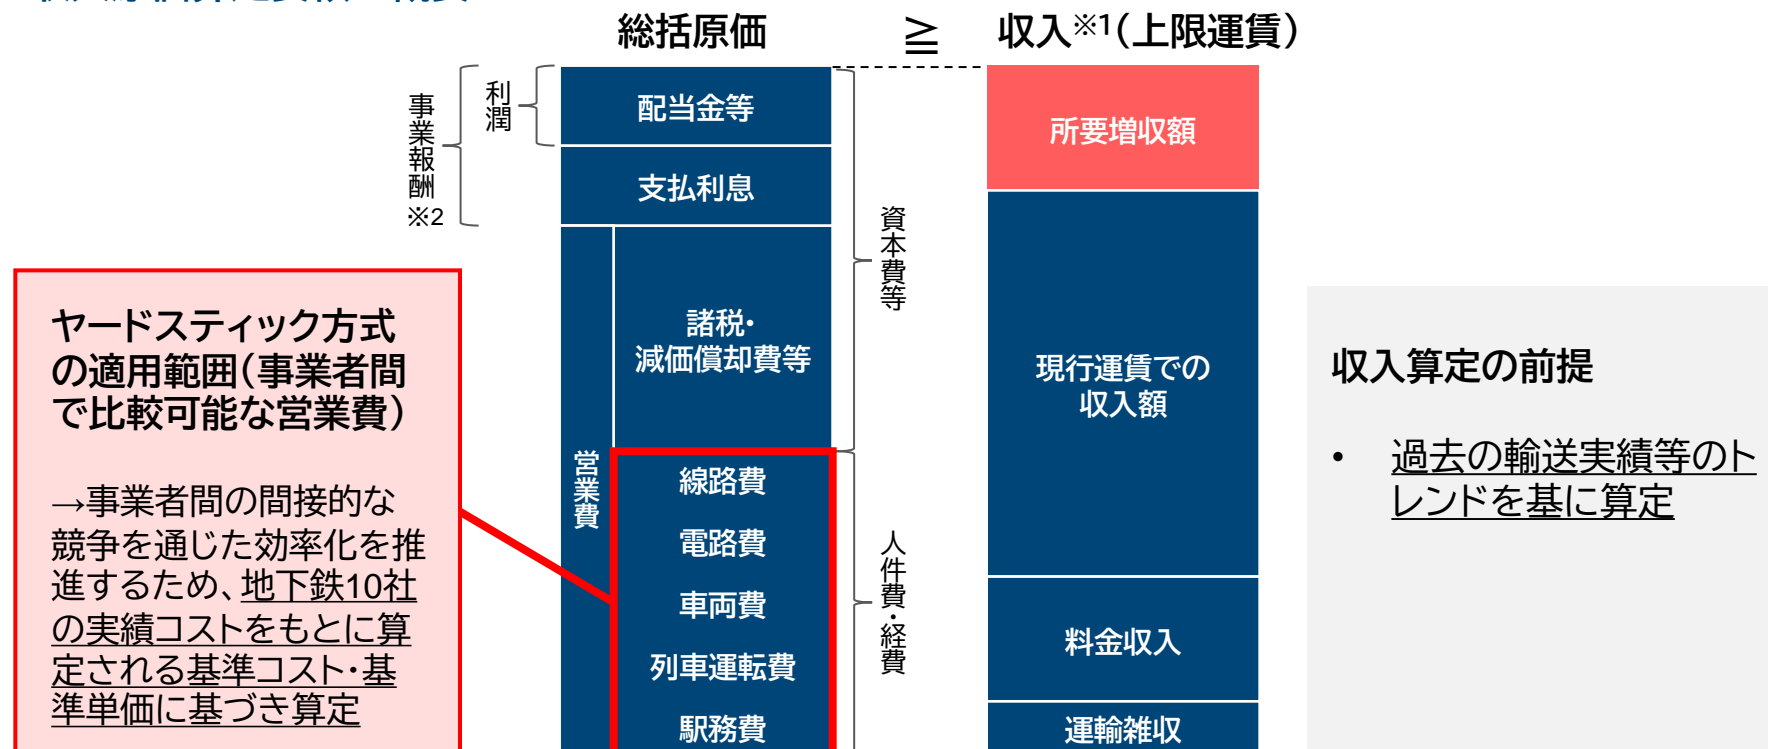 総括原価
≧
収入※1(上限運賃)
事業報酬
※2
利潤
配当金等
支払利息
営業費
諸税・
減価償却費等
線路費
電路費
車両費
列車運転費
駅務費
資本費等
人件費・経費
所要増収額
現行運賃での
収入額
料金収入
運輸雑収
ヤードスティック方式
の適用範囲(事業者間
で比較可能な営業費)
→事業者間の間接的な
競争を通じた効率化を推
進するため、地下鉄10社
の実績コストをもとに算
定される基準コスト・基
準単価に基づき算定
収入算定の前提
• 過去の輸送実績等のト
レンドを基に算定